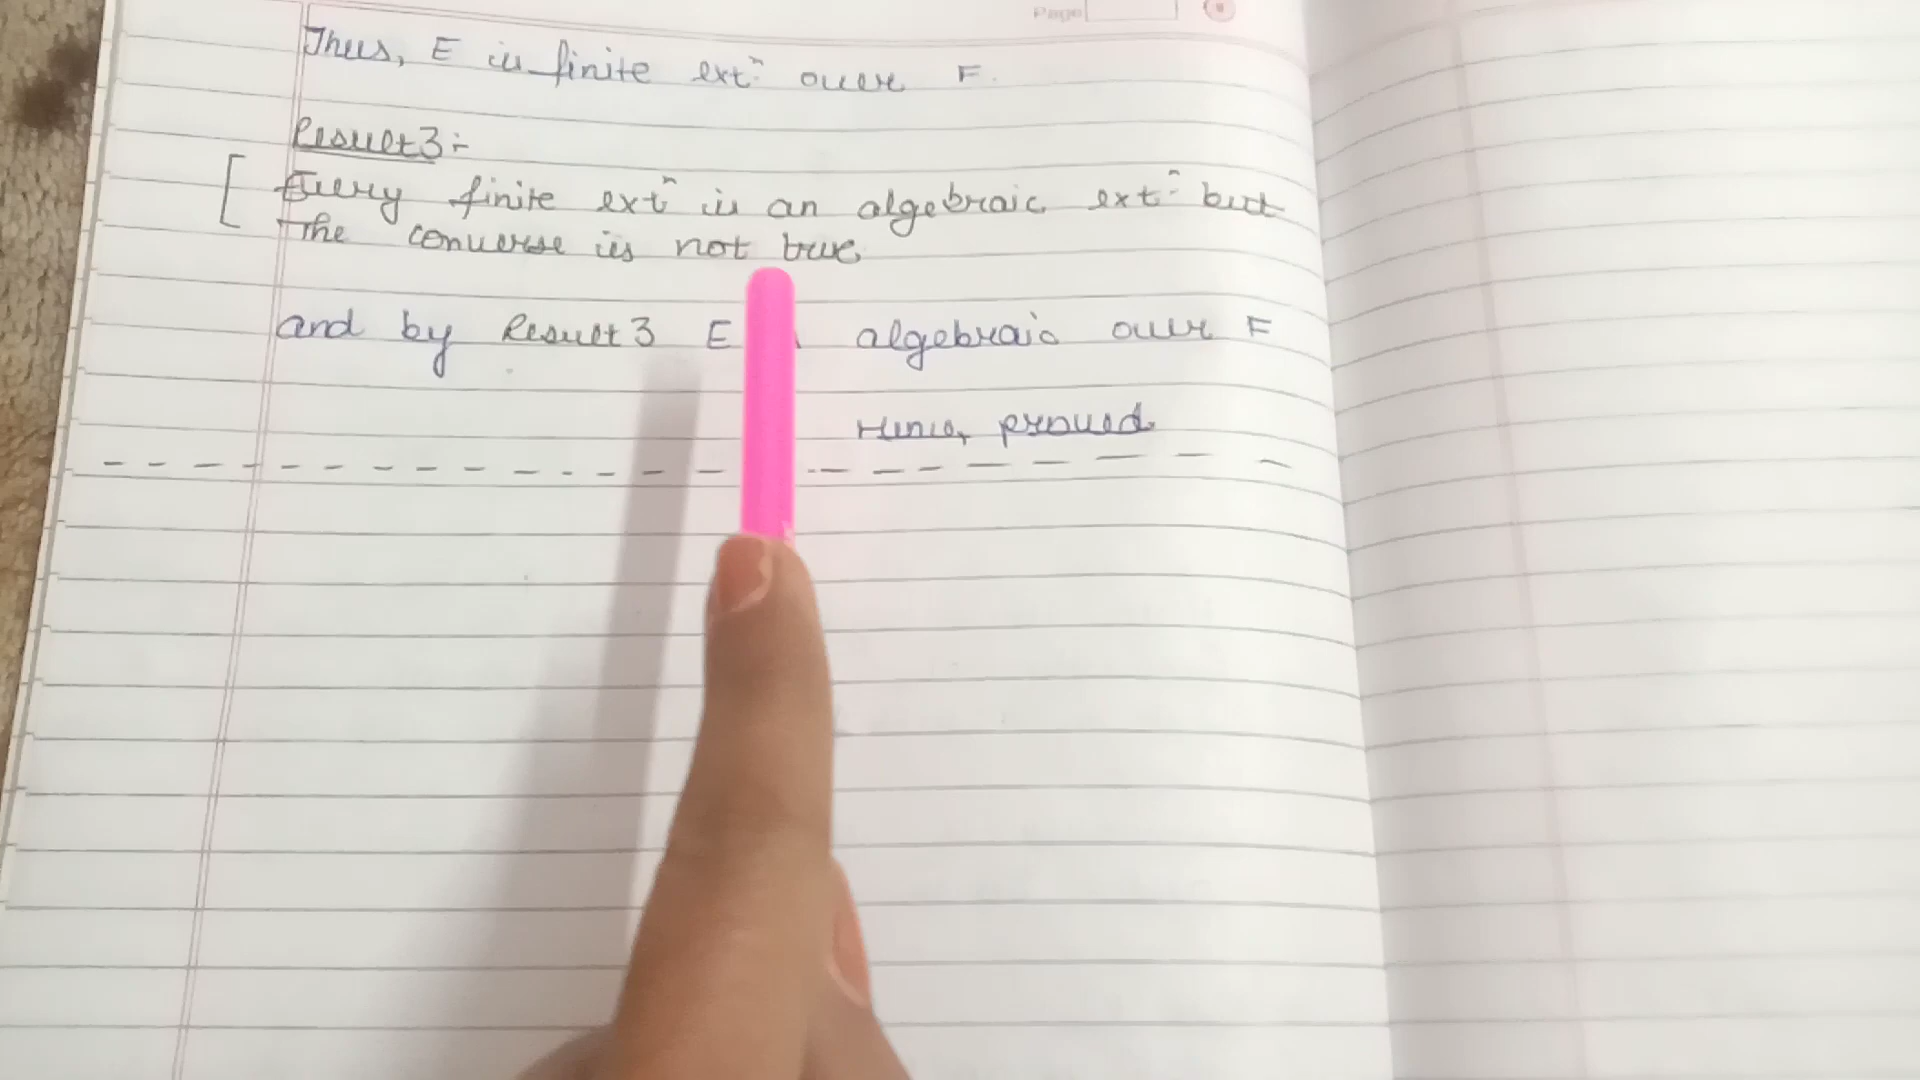 Page
Thus, E is finite extⁿ over F.
Result 3:-
Every finite extⁿ is an algebraic extⁿ but
the converse is not true
and by Result 3 E algebraic over F
Hence, proved.